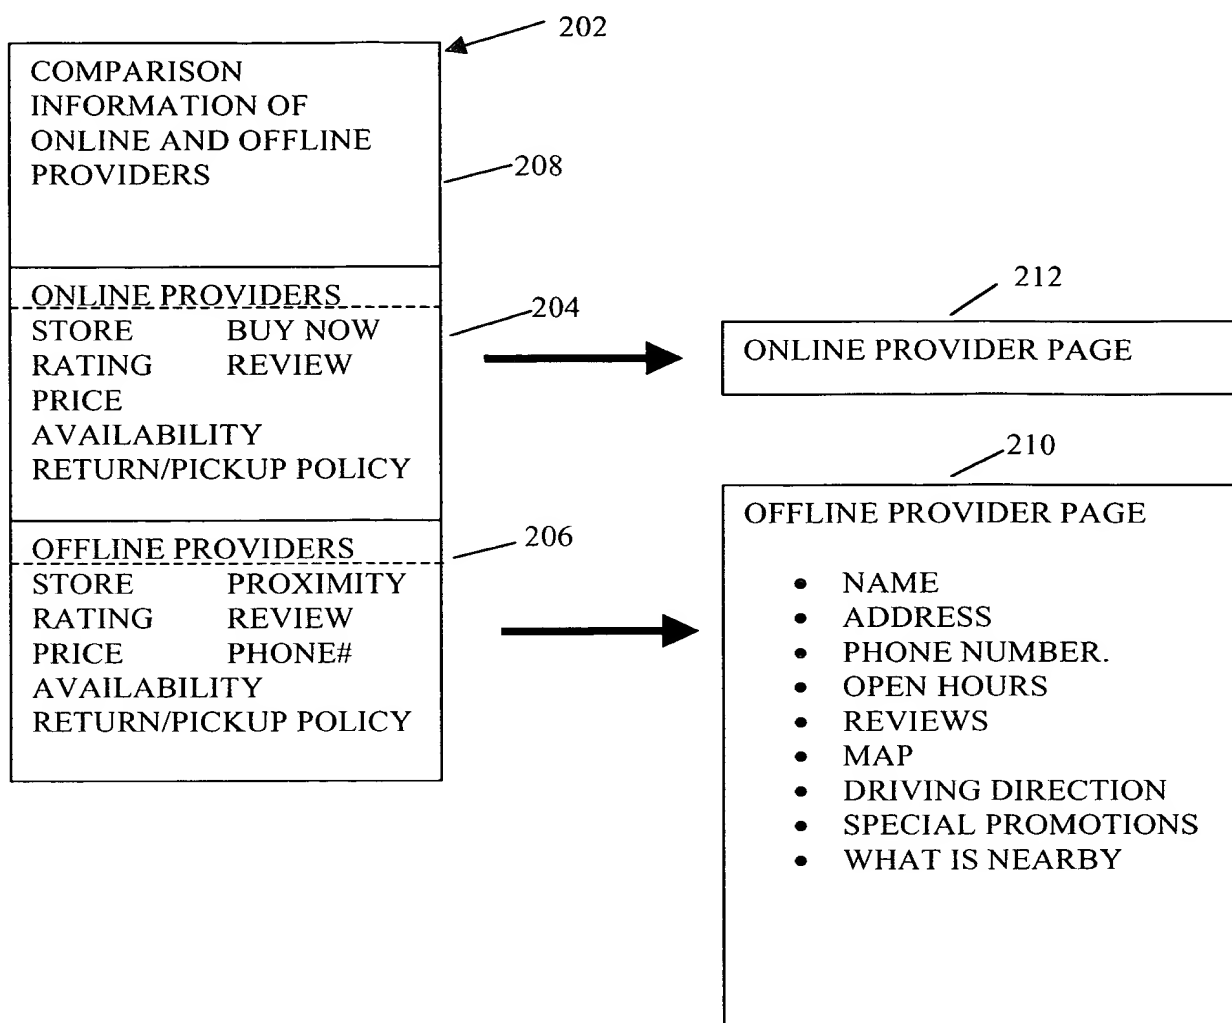 202
COMPARISON
INFORMATION OF
ONLINE AND OFFLINE
PROVIDERS
208
ONLINE PROVIDERS
204
STORE BUY NOW
RATING REVIEW
PRICE
AVAILABILITY
RETURN/PICKUP POLICY
OFFLINE PROVIDERS
206
STORE PROXIMITY
RATING REVIEW
PRICE PHONE#
AVAILABILITY
RETURN/PICKUP POLICY
212
ONLINE PROVIDER PAGE
210
OFFLINE PROVIDER PAGE
• NAME
• ADDRESS
• PHONE NUMBER.
• OPEN HOURS
• REVIEWS
• MAP
• DRIVING DIRECTION
• SPECIAL PROMOTIONS
• WHAT IS NEARBY